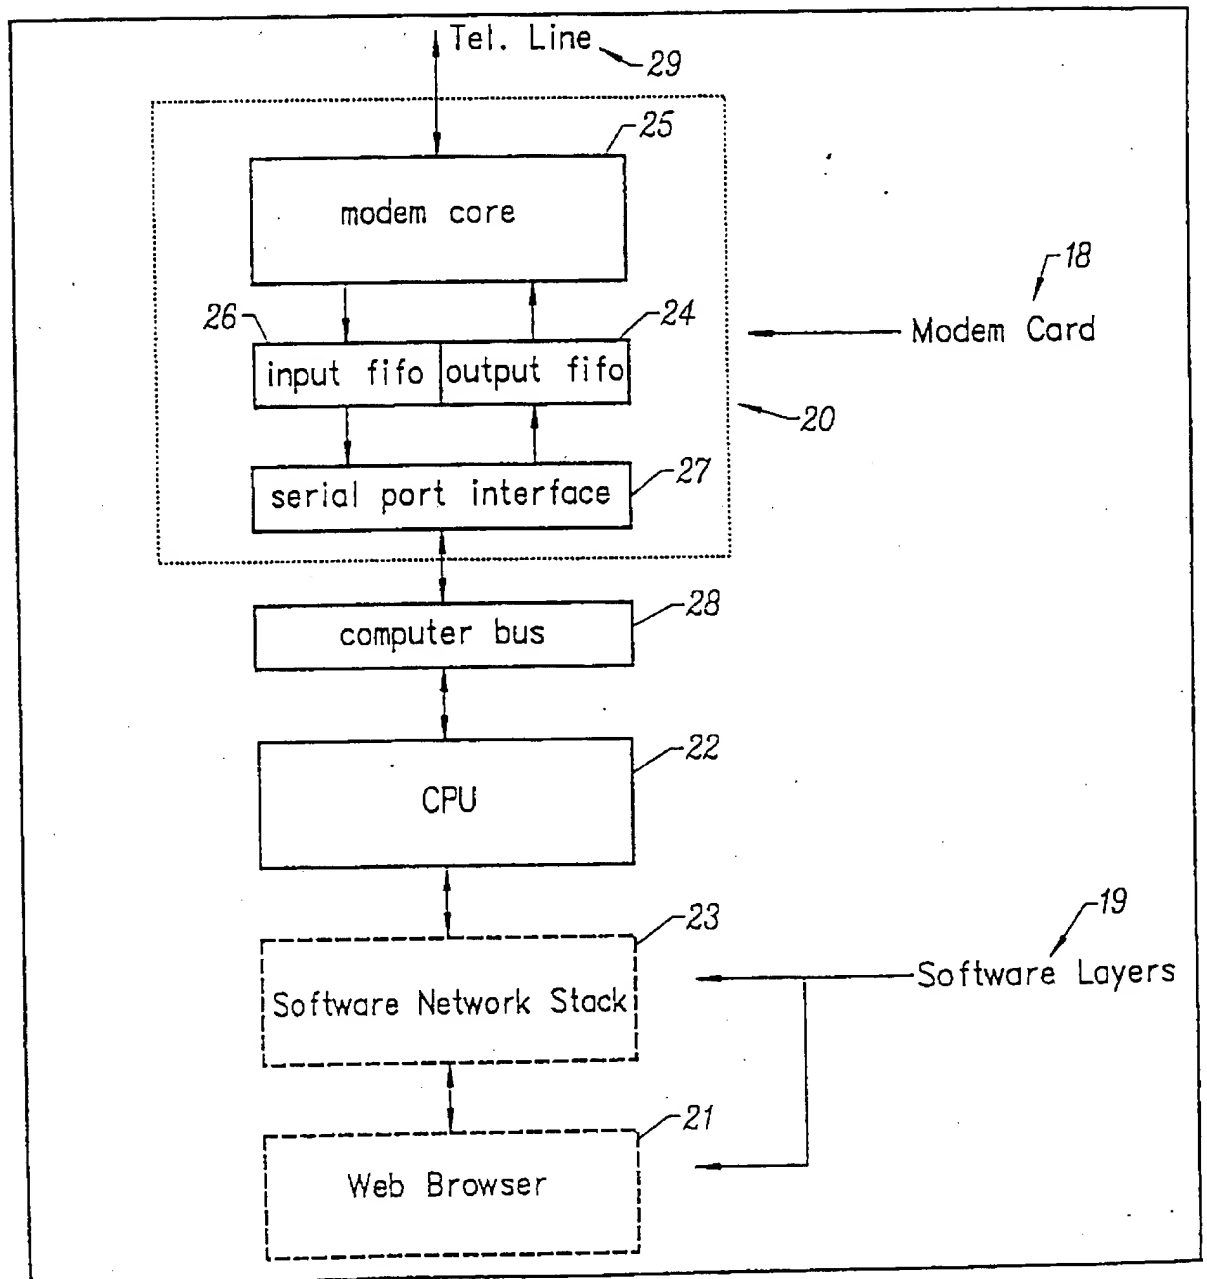 Tel. Line
29
25
modem core
18
26
24
Modem Card
input fifo
output fifo
20
27
serial port interface
28
computer bus
22
CPU
23
19
Software Layers
Software Network Stack
21
Web Browser